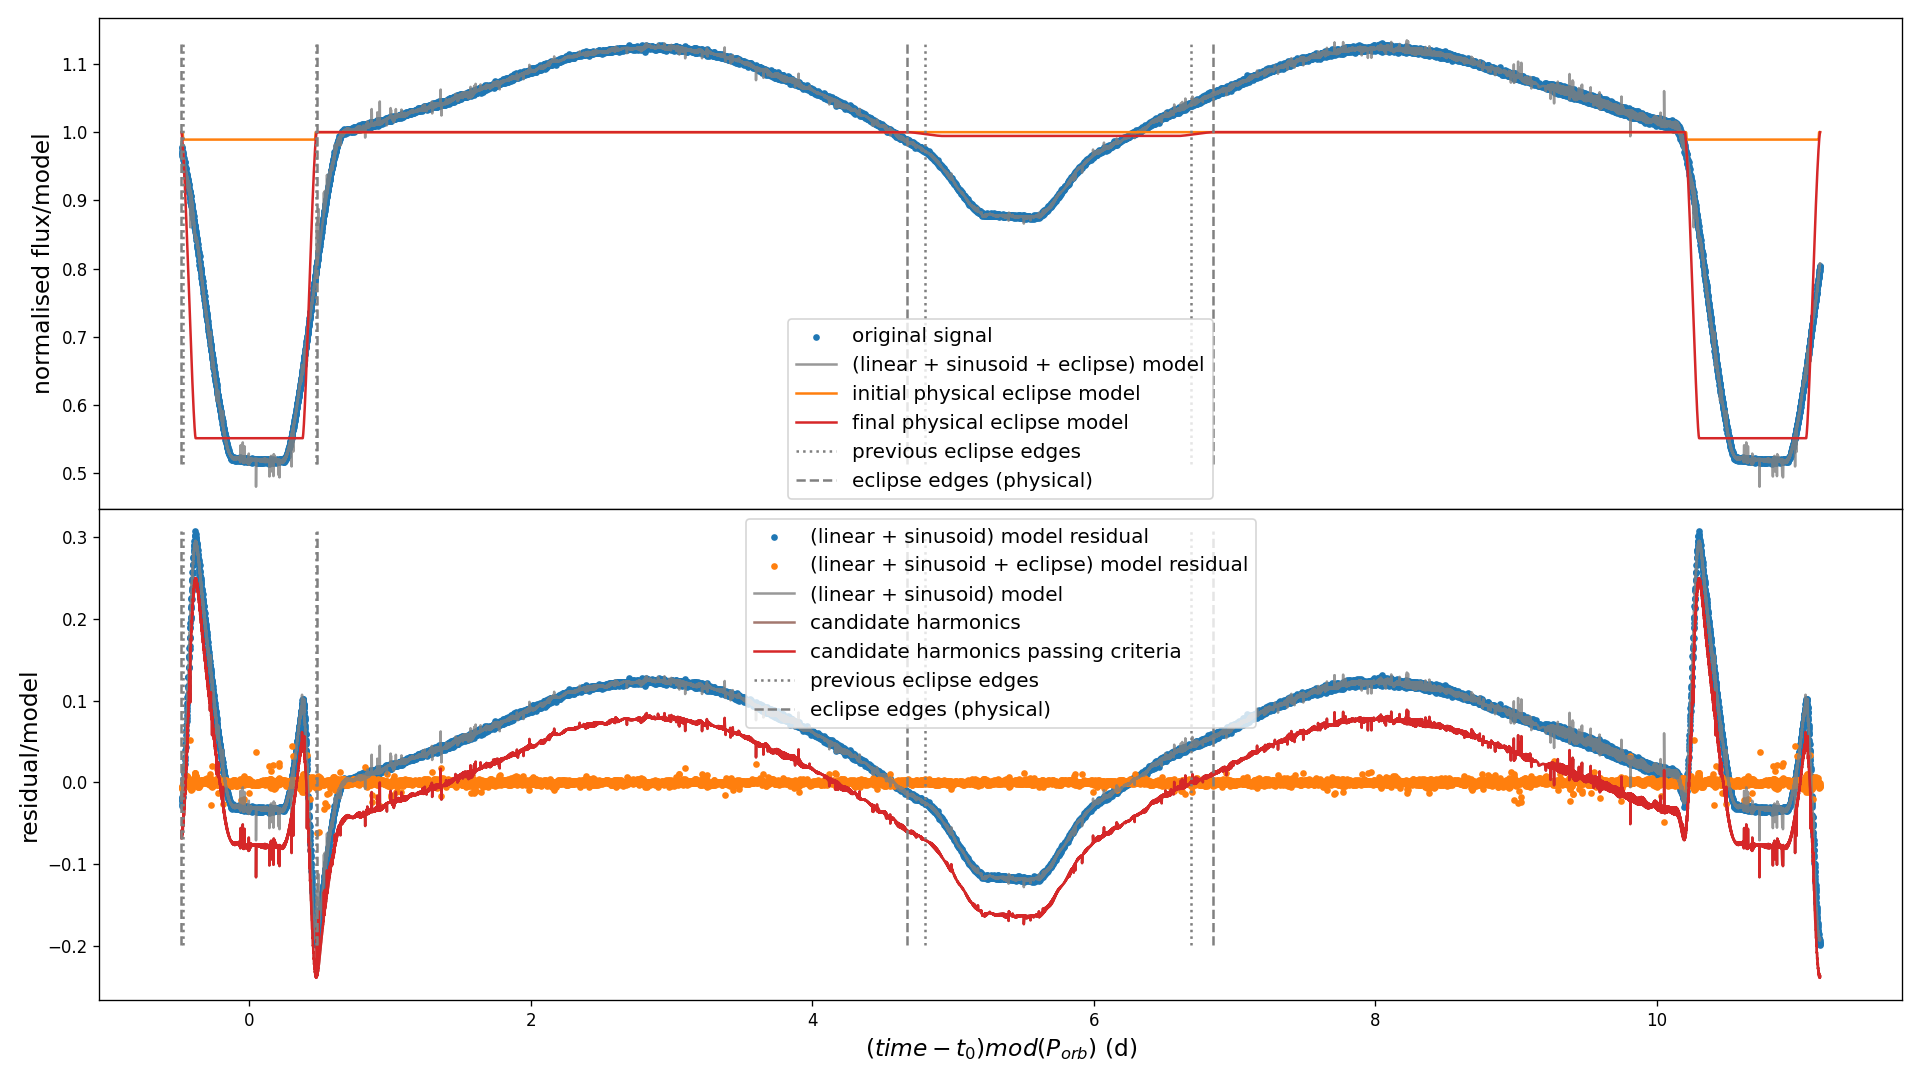 normalised flux/model
1.1
1.0
0.9
0.8
0.7
0.6
0.5
original signal
(linear + sinusoid + eclipse) model
initial physical eclipse model
final physical eclipse model
previous eclipse edges
eclipse edges (physical)
residual/model
0.3
0.2
0.1
0.0
−0.1
−0.2
(linear + sinusoid) model residual
(linear + sinusoid + eclipse) model residual
(linear + sinusoid) model
candidate harmonics
candidate harmonics passing criteria
previous eclipse edges
eclipse edges (physical)
0 2 4 6 8 10
(time − t₀)mod(P_orb) (d)